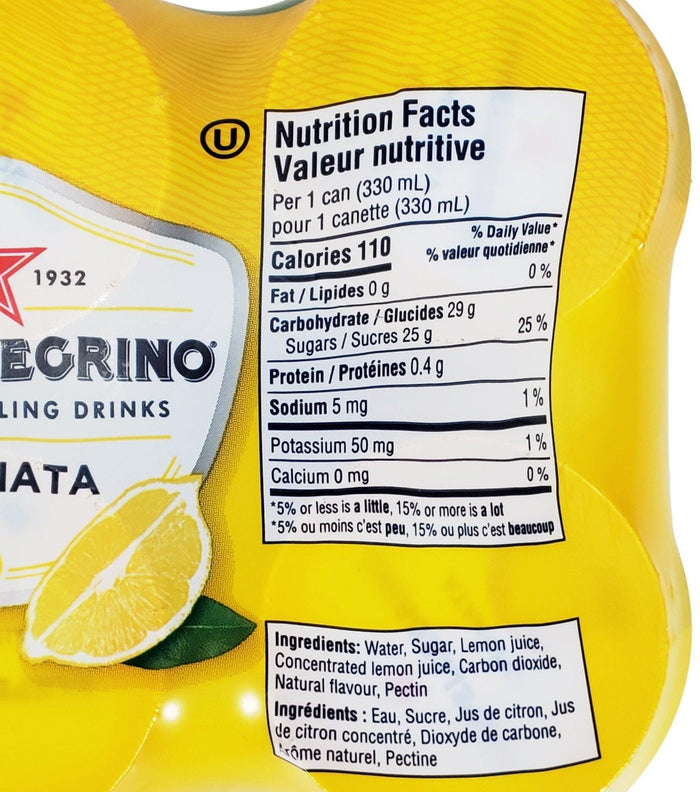 U
1932
EGRINO®
LING DRINKS
IATA
Nutrition Facts
Valeur nutritive
Per 1 can (330 mL)
pour 1 canette (330 mL)
Calories 110
% Daily Value*
% valeur quotidienne*
Fat / Lipides 0 g 0 %
Carbohydrate / Glucides 29 g
Sugars / Sucres 25 g 25 %
Protein / Protéines 0.4 g
Sodium 5 mg 1 %
Potassium 50 mg 1 %
Calcium 0 mg 0 %
*5% or less is a little, 15% or more is a lot
*5% ou moins c'est peu, 15% ou plus c'est beaucoup
Ingredients: Water, Sugar, Lemon juice,
Concentrated lemon juice, Carbon dioxide,
Natural flavour, Pectin
Ingrédients : Eau, Sucre, Jus de citron, Jus
de citron concentré, Dioxyde de carbone,
Arôme naturel, Pectine